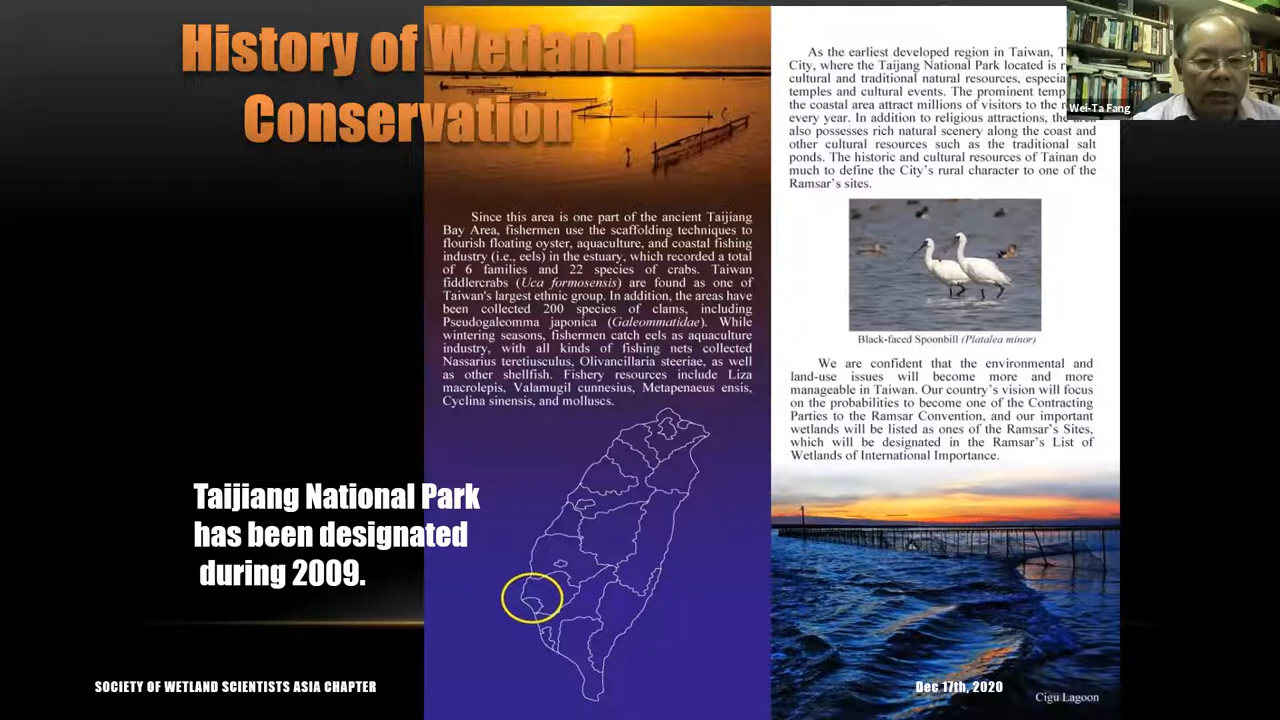 History of Wetland
Conservation
Taijiang National Park
has been designated
during 2009.
Since this area is one part of the ancient Taijiang
Bay Area, fishermen use the scaffolding techniques to
flourish floating oyster, aquaculture, and coastal fishing
industry (i.e., eels) in the estuary, which recorded a total
of 6 families and 22 species of crabs. Taiwan
fiddlercrabs (Uca formosensis) are found as one of
Taiwan's largest ethnic group. In addition, the areas have
been collected 200 species of clams, including
Pseudogaleomma japonica (Galeommatidae). While
wintering seasons, fishermen catch eels as aquaculture
industry, with all kinds of fishing nets collected
Nassarius teretiusculus, Olivancillaria steeriae, as well
as other shellfish. Fishery resources include Liza
macrolepis, Valamugil cunnesius, Metapenaeus ensis,
Cyclina sinensis, and molluscs.
As the earliest developed region in Taiwan,
City, where the Taijang National Park located is
cultural and traditional natural resources,
temples and cultural events. The prominent
the coastal area attract millions of visitors to the
every year. In addition to religious attractions, the area
also possesses rich natural scenery along the coast and
other cultural resources such as the traditional salt
ponds. The historic and cultural resources of Tainan do
much to define the City's rural character to one of the
Ramsar's sites.
Black-faced Spoonbill (Platalea minor)
We are confident that the environmental and
land-use issues will become more and more
manageable in Taiwan. Our country's vision will focus
on the probabilities to become one of the Contracting
Parties to the Ramsar Convention, and our important
wetlands will be listed as ones of the Ramsar's Sites,
which will be designated in the Ramsar's List of
Wetlands of International Importance.
Cigu Lagoon
SOCIETY OF WETLAND SCIENTISTS ASIA CHAPTER
Dec 17th, 2020
Wei-Ta Fang